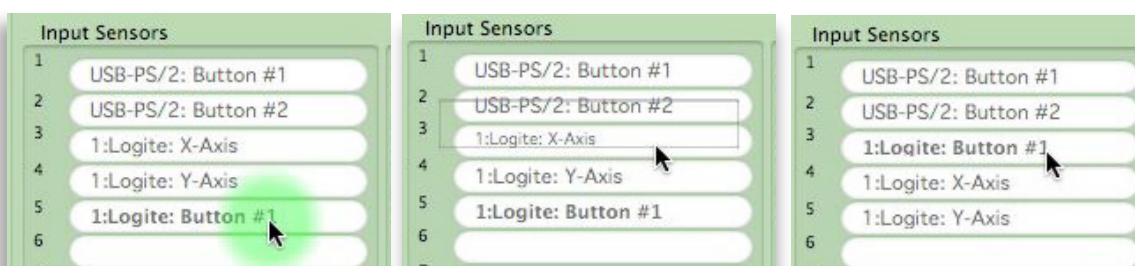 Input Sensors
1
USB-PS/2: Button #1
2
USB-PS/2: Button #2
3
1:Logite: X-Axis
4
1:Logite: Y-Axis
5
1:Logite: Button #1
6
Input Sensors
1
USB-PS/2: Button #1
2
USB-PS/2: Button #2
3
1:Logite: X-Axis
4
1:Logite: Y-Axis
5
1:Logite: Button #1
6
Input Sensors
1
USB-PS/2: Button #1
2
USB-PS/2: Button #2
3
1:Logite: Button #1
4
1:Logite: X-Axis
5
1:Logite: Y-Axis
6